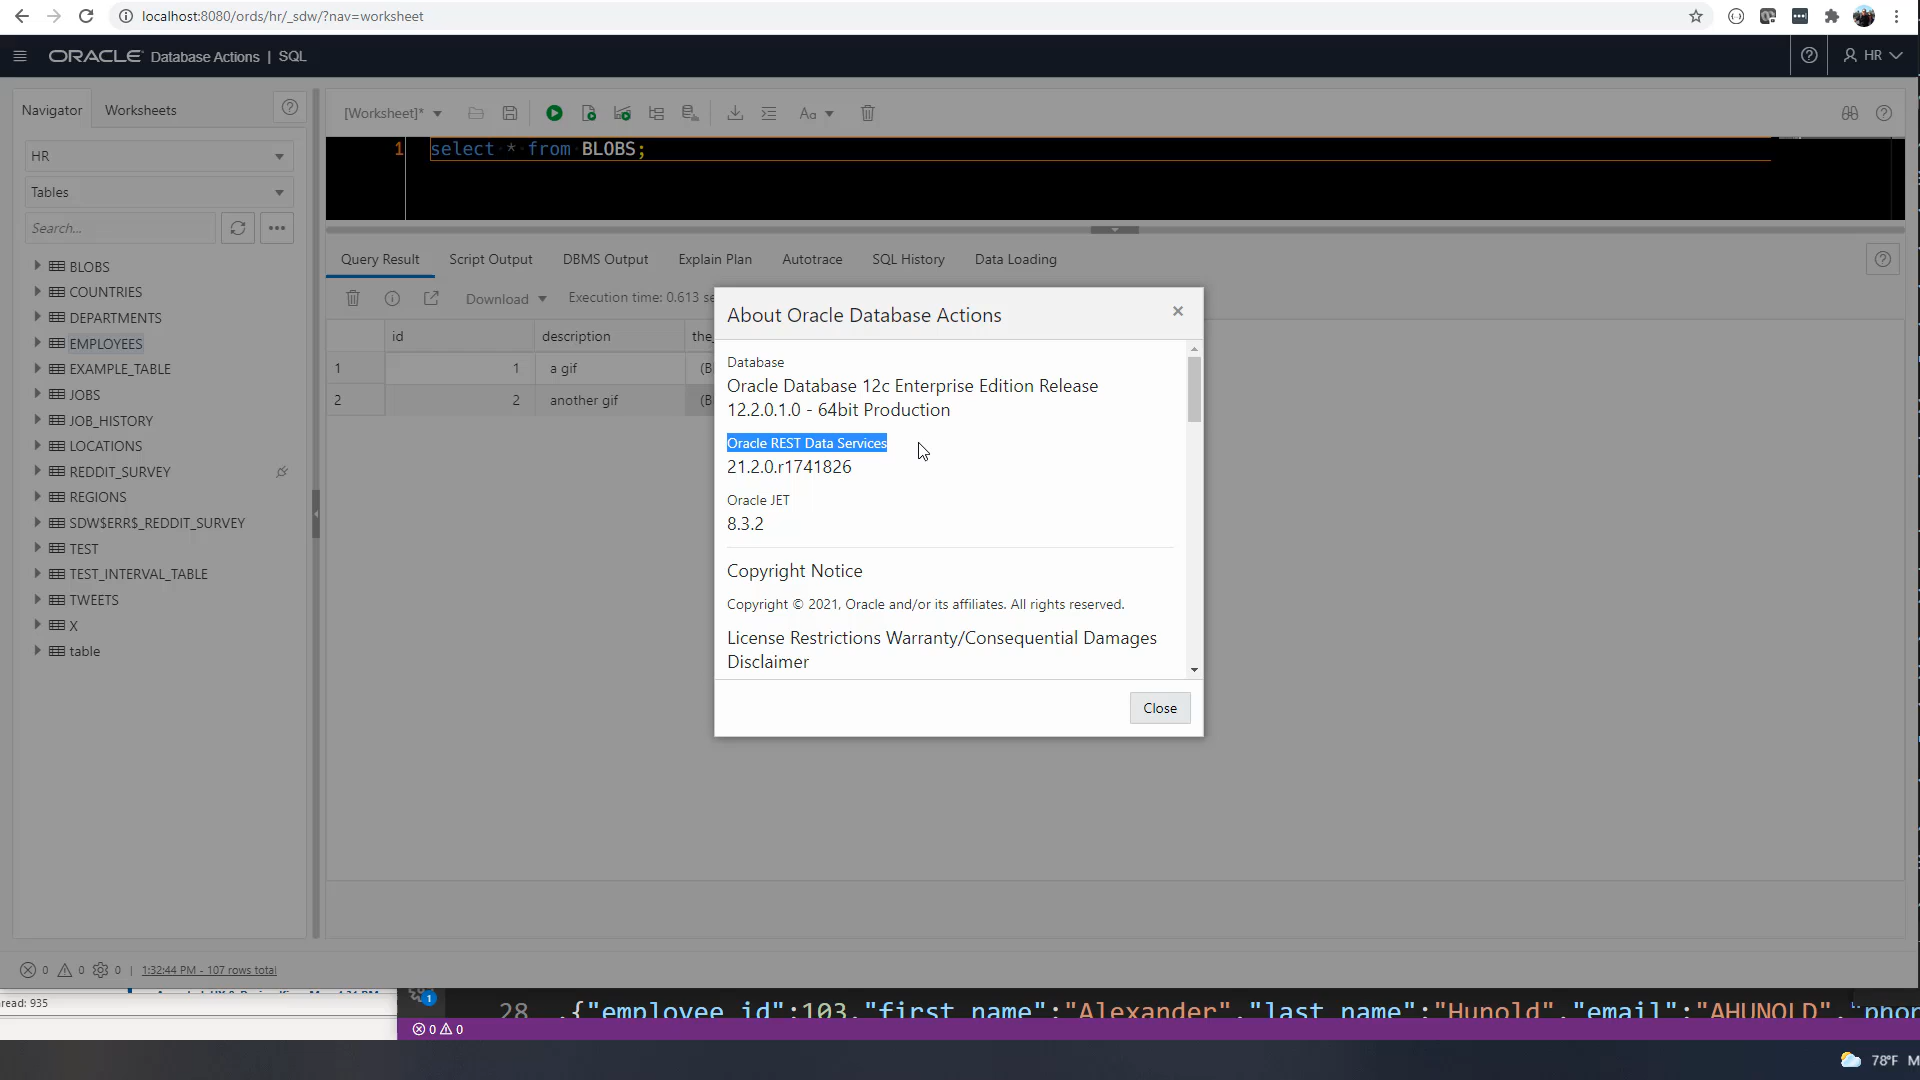 localhost:8080/ords/hr/_sdw/?nav=worksheet
ORACLE Database Actions | SQL
HR
Navigator
Worksheets
[Worksheet]*
Aa
HR
1
select * from BLOBS;
Tables
Search...
BLOBS
COUNTRIES
DEPARTMENTS
EMPLOYEES
EXAMPLE_TABLE
JOBS
JOB_HISTORY
LOCATIONS
REDDIT_SURVEY
REGIONS
SDW$ERR$_REDDIT_SURVEY
TEST
TEST_INTERVAL_TABLE
TWEETS
X
table
Query Result
Script Output
DBMS Output
Explain Plan
Autotrace
SQL History
Data Loading
Download
Execution time: 0.613 se
id
description
the_
1
1
a gif
(B
2
2
another gif
(B
About Oracle Database Actions
Database
Oracle Database 12c Enterprise Edition Release
12.2.0.1.0 - 64bit Production
Oracle REST Data Services
21.2.0.r1741826
Oracle JET
8.3.2
Copyright Notice
Copyright © 2021, Oracle and/or its affiliates. All rights reserved.
License Restrictions Warranty/Consequential Damages
Disclaimer
Close
0
0
0
| 1:32:44 PM - 107 rows total
read: 935
1
28
{"employee_id":103,"first_name":"Alexander","last_name":"Hunold","email":"AHUNOLD","phon
0
0
78°F M